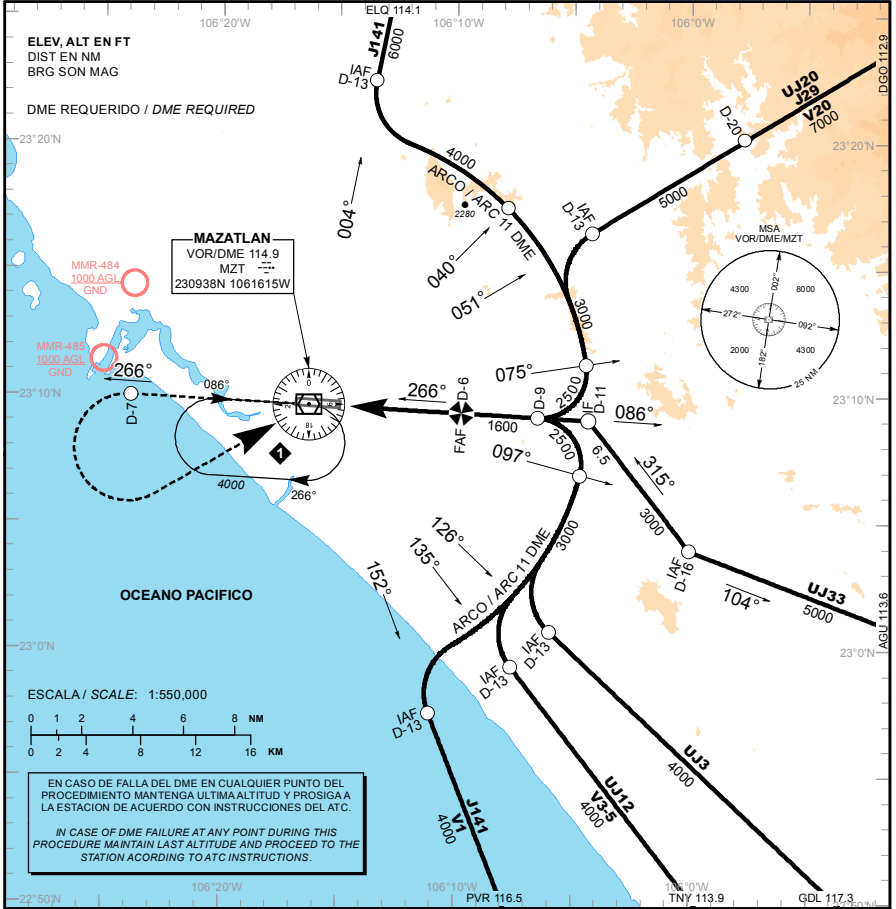 106°20'W
ELQ 114.1
106°10'W
106°0'W
ELEV, ALT EN FT
DIST EN NM
BRG SON MAG
DME REQUERIDO / DME REQUIRED
J141
6000
IAF
D-13
UJ20
J29
V20
7000
DGO 112.9
D-20
23°20'N
23°20'N
4000
ARCO / ARC 11 DME
2280
5000
IAF
D-13
004°
040°
051°
MAZATLAN
VOR/DME 114.9
MZT
230938N 1061615W
MSA
VOR/DME/MZT
4300
002°
8000
272°
092°
2000
182°
4300
25 NM
MMR-484
1000 AGL
GND
MMR-485
1000 AGL
GND
3000
266°
086°
075°
23°10'N
23°10'N
D-7
0
9
18
2
266°
D-6
FAF
1600
D-9
2500
IF
D-11
086°
1
4000
266°
2500
097°
6.5
315°
3000
IAF
D-16
104°
UJ33
5000
AGU 113.6
126°
135°
152°
ARCO / ARC 11 DME
3000
OCEANO PACIFICO
23°0'N
23°0'N
IAF
D-13
IAF
D-13
IAF
D-13
ESCALA / SCALE: 1:550,000
0 1 2 4 6 8 NM
0 2 4 8 12 16 KM
UJ3
4000
UJ12
V3-5
4000
J141
V1
4000
EN CASO DE FALLA DEL DME EN CUALQUIER PUNTO DEL
PROCEDIMIENTO MANTENGA ULTIMA ALTITUD Y PROSIGA A
LA ESTACION DE ACUERDO CON INSTRUCCIONES DEL ATC.
IN CASE OF DME FAILURE AT ANY POINT DURING THIS
PROCEDURE MAINTAIN LAST ALTITUDE AND PROCEED TO THE
STATION ACORDING TO ATC INSTRUCTIONS.
106°20'W
106°10'W
106°0'W
22°50'N
PVR 116.5
TNY 113.9
GDL 117.3